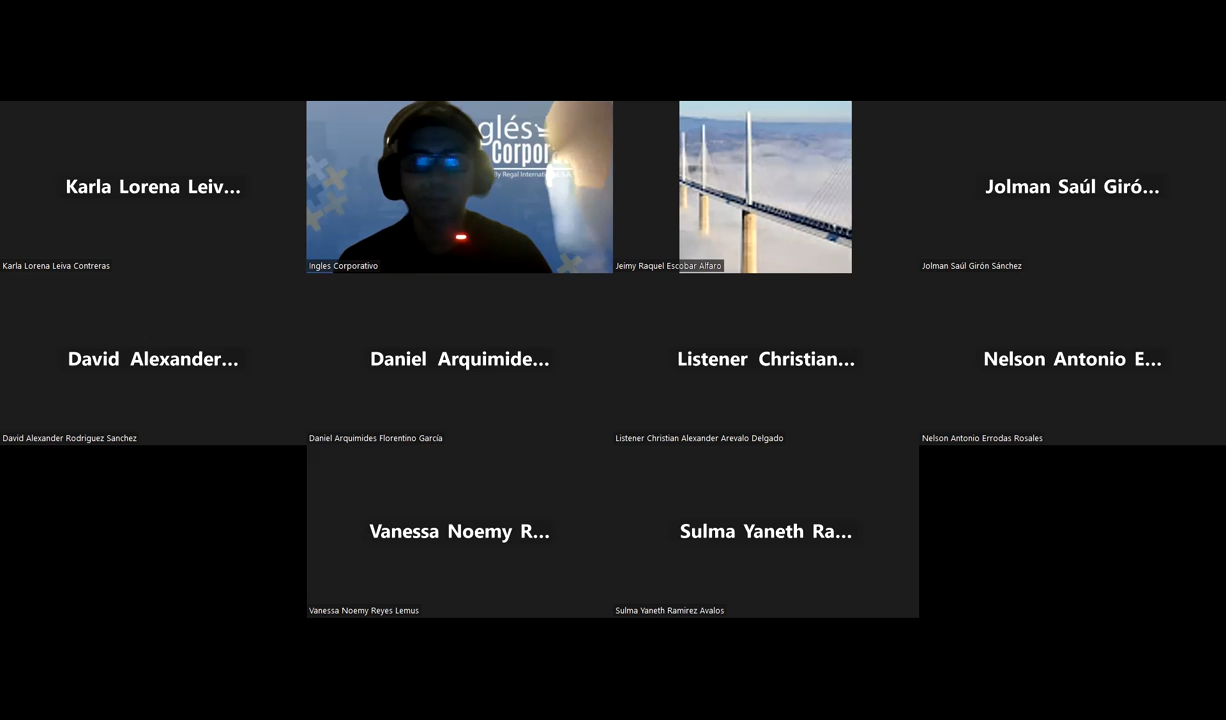 Karla Lorena Leiv...
Karla Lorena Leiva Contreras
glés
Corpor
By Regal Internati
Ingles Corporativo
Jeimy Raquel Escobar Alfaro
Jolman Saúl Giró...
Jolman Saúl Girón Sánchez
David Alexander...
David Alexander Rodriguez Sanchez
Daniel Arquimide...
Daniel Arquimides Florentino García
Listener Christian...
Listener Christian Alexander Arevalo Delgado
Nelson Antonio E...
Nelson Antonio Errodas Rosales
Vanessa Noemy R...
Vanessa Noemy Reyes Lemus
Sulma Yaneth Ra...
Sulma Yaneth Ramirez Avalos